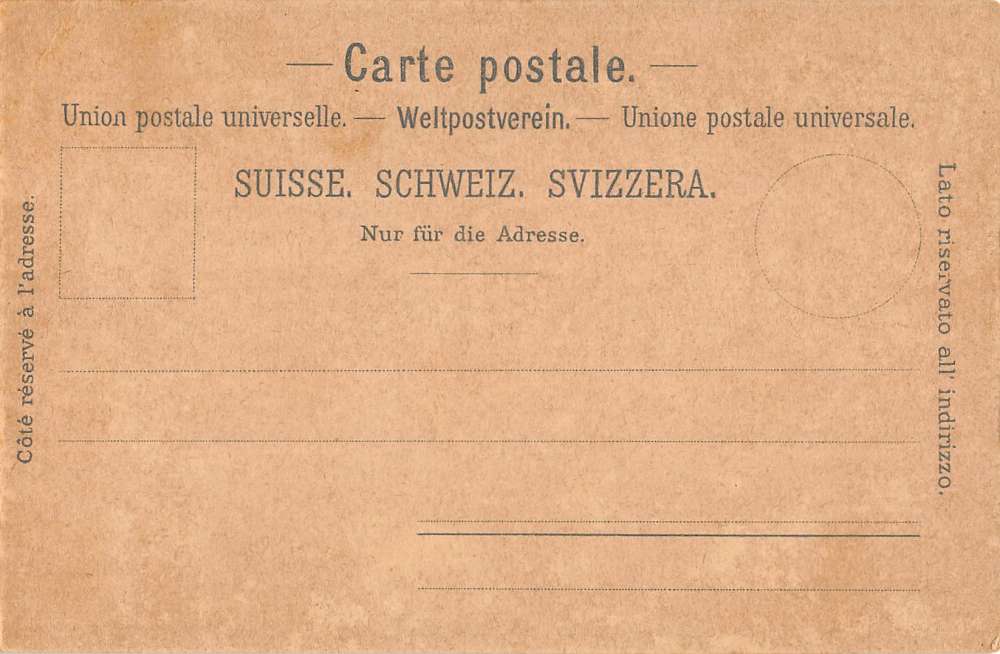 — Carte postale. —
Union postale universelle. — Weltpostverein. — Unione postale universale.
SUISSE. SCHWEIZ. SVIZZERA.
Nur für die Adresse.
Côté réservé à l'adresse.
Lato riservato all' indirizzo.